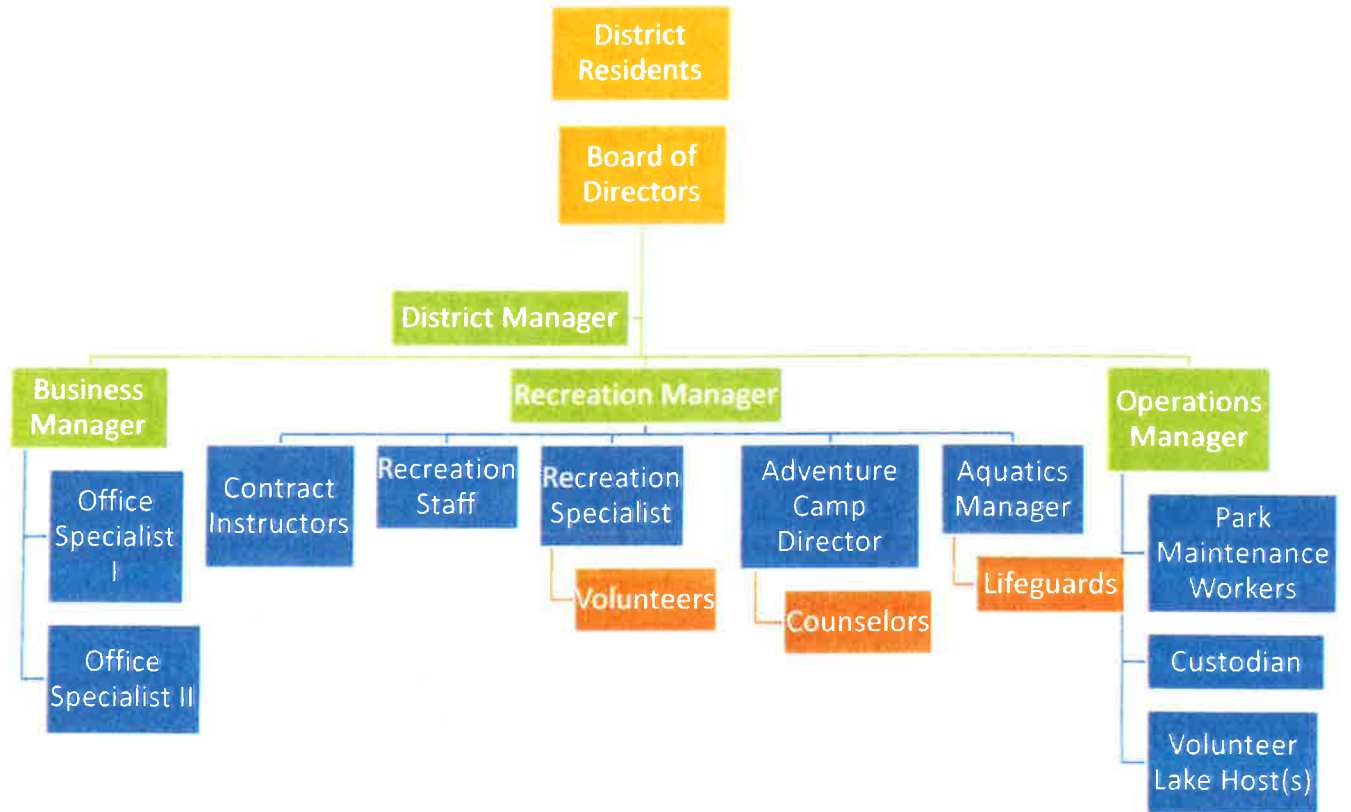 District
Residents
Board of
Directors
District Manager
Business
Manager
Recreation Manager
Operations
Manager
Office
Specialist
I
Office
Specialist II
Contract
Instructors
Recreation
Staff
Recreation
Specialist
Volunteers
Adventure
Camp
Director
Counselors
Aquatics
Manager
Lifeguards
Park
Maintenance
Workers
Custodian
Volunteer
Lake Host(s)